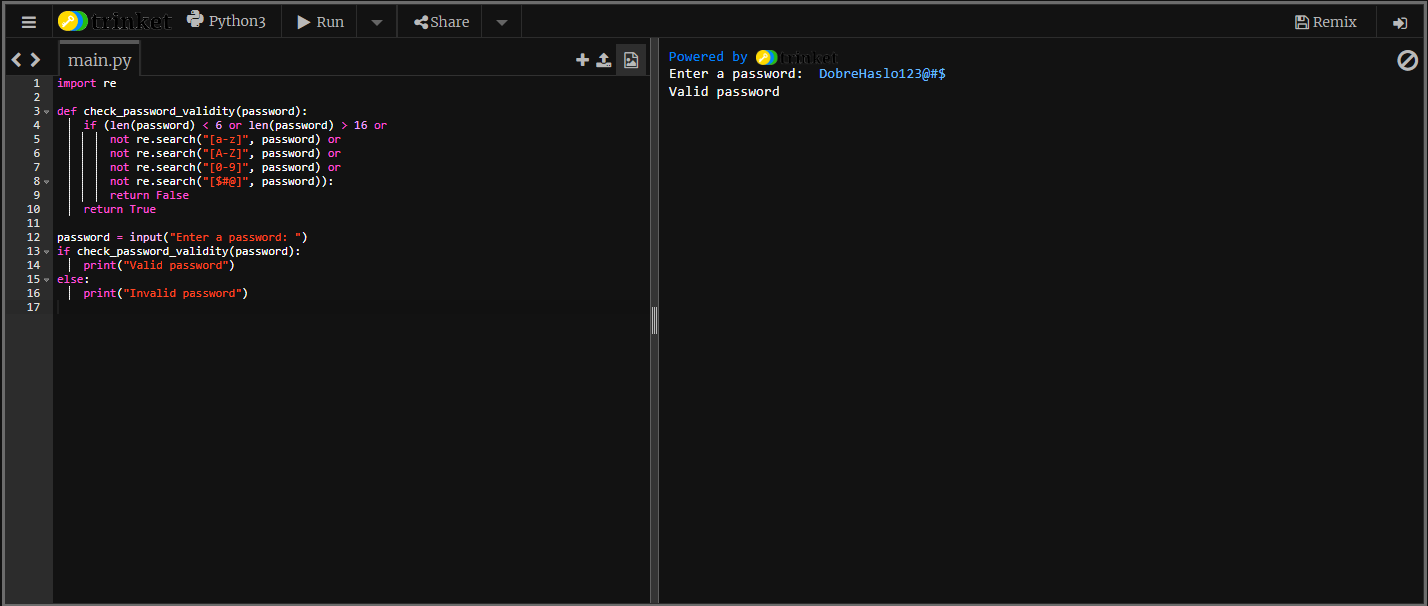 trinket Python3 Run Share Remix
main.py
1 import re
2
3 def check_password_validity(password):
4 if (len(password) < 6 or len(password) > 16 or
5 not re.search("[a-z]", password) or
6 not re.search("[A-Z]", password) or
7 not re.search("[0-9]", password) or
8 not re.search("[$#@]", password)):
9 return False
10 return True
11
12 password = input("Enter a password: ")
13 if check_password_validity(password):
14 print("Valid password")
15 else:
16 print("Invalid password")
17
Powered by trinket
Enter a password:  DobreHaslo123@#$
Valid password